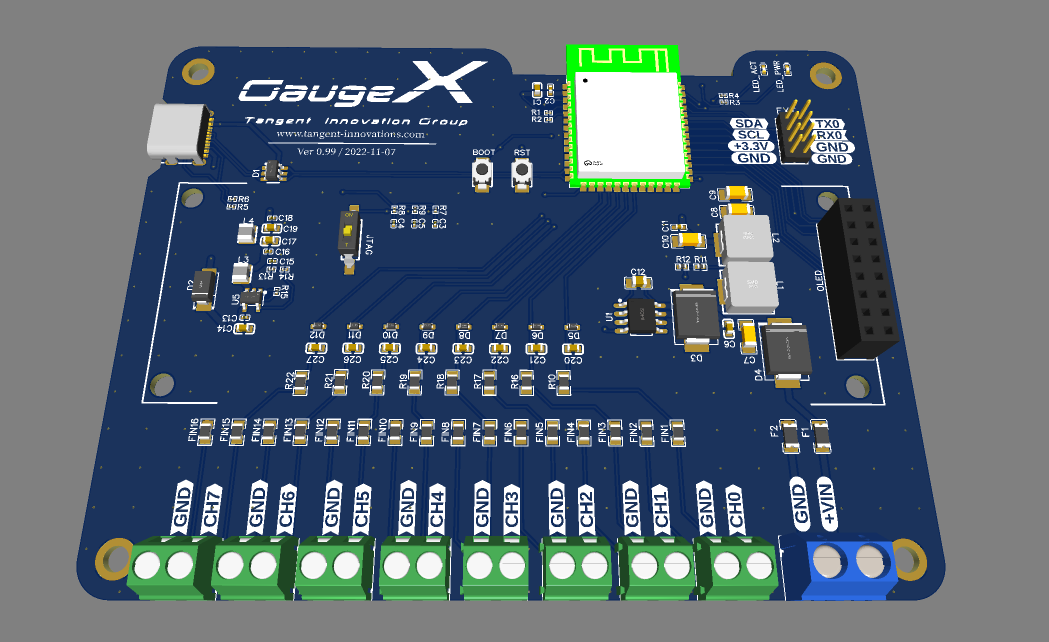 GaugeX
Tangent Innovation Group
www.tangent-innovations.com
Ver 0.99 / 2022-11-07
D1
BOOT
RST
C1
C2
R1
R2
LED_ACT
LED_PWR
R4
R3
SDA
SCL
+3.3V
GND
TX0
RX0
GND
GND
R6
R5
C18
C19
C17
C16
C15
R14
R13
R15
U5
C13
C14
D2
L4
L3
ON
1
JTAG
R8
C4
R9
C5
R7
C3
C9
C8
C11
C10
R12
R11
L2
L1
C12
U1
D3
C6
C7
D4
OLED
D12
D11
D10
D9
D8
D7
D6
D5
C27
C26
C25
C24
C23
C22
C21
C20
R22
R21
R20
R19
R18
R17
R16
R10
FIN16
FIN15
FIN14
FIN13
FIN12
FIN11
FIN10
FIN9
FIN8
FIN7
FIN6
FIN5
FIN4
FIN3
FIN2
FIN1
F2
F1
GND
CH7
GND
CH6
GND
CH5
GND
CH4
GND
CH3
GND
CH2
GND
CH1
GND
CH0
GND
+VIN